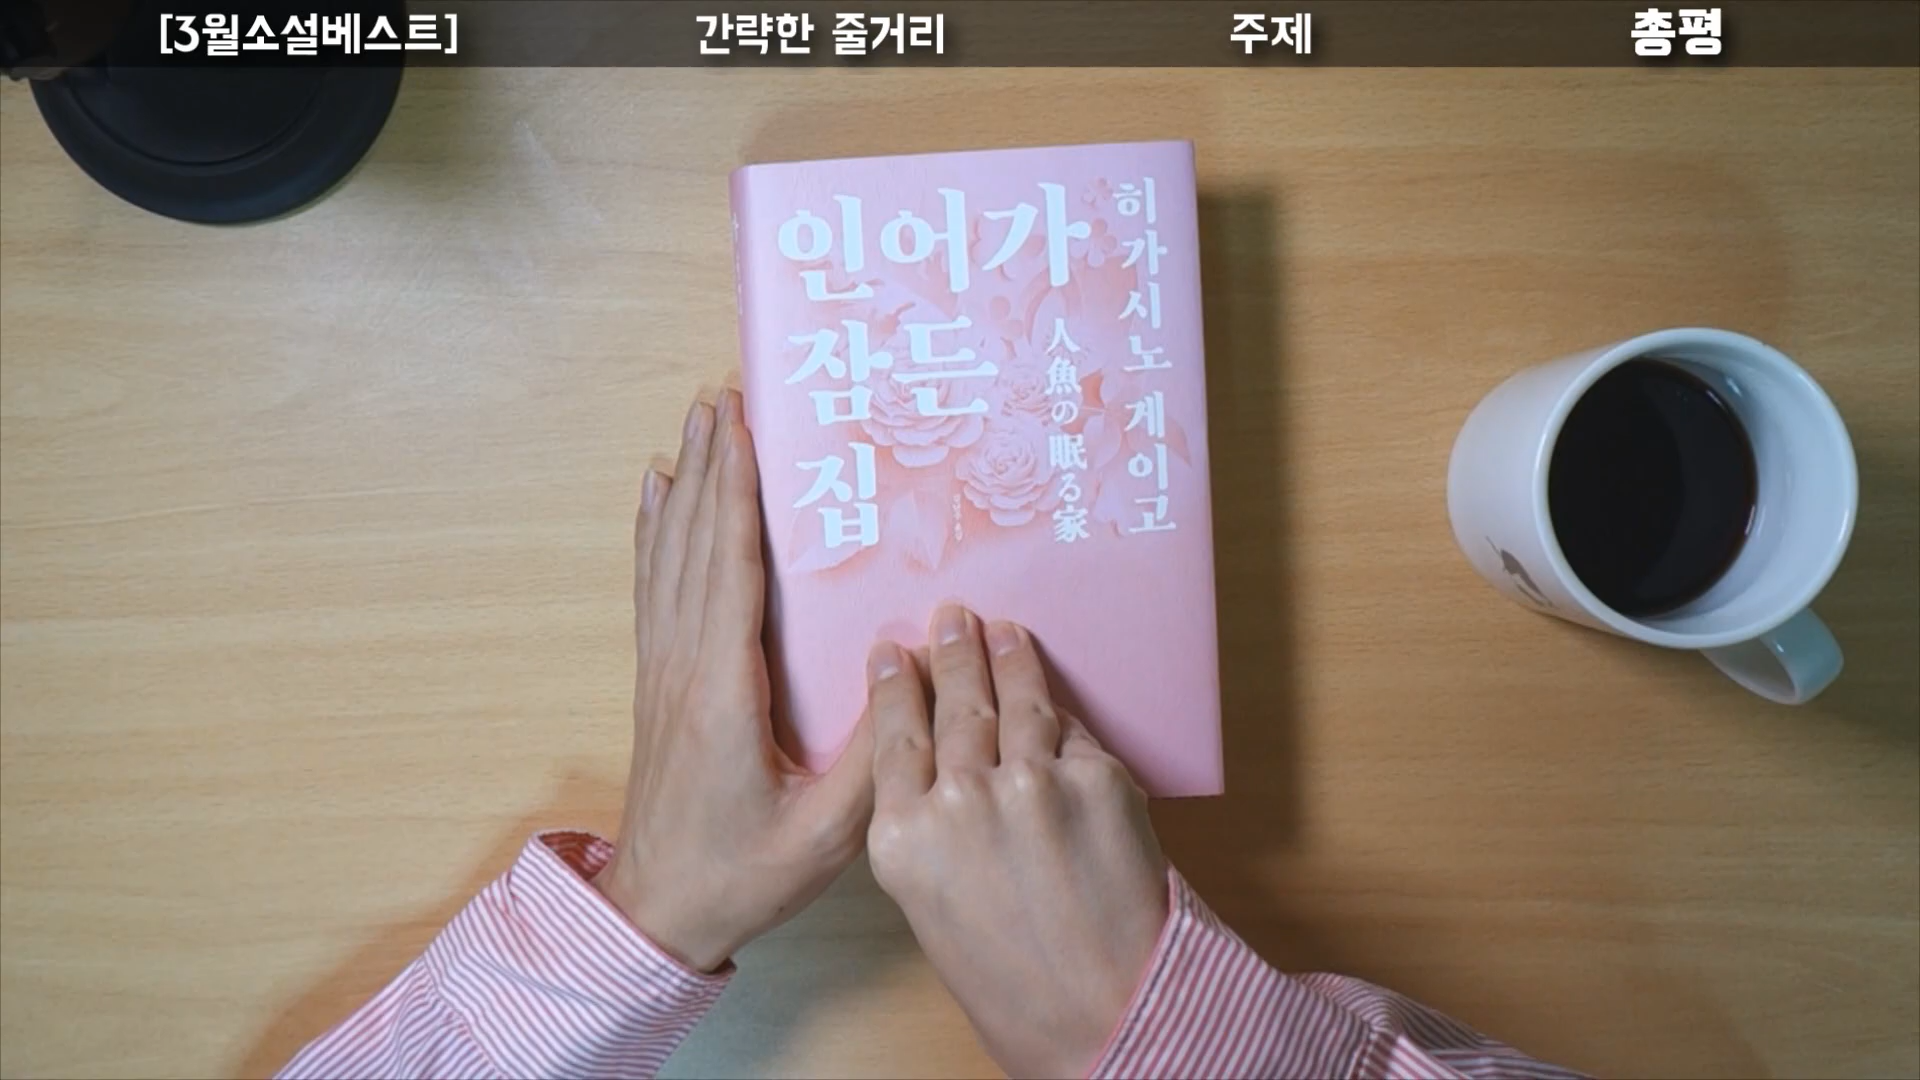 [3월소설베스트]
간략한 줄거리
주제
총평
인어가
잠든
집
人魚の眠る家
히가시노 게이고